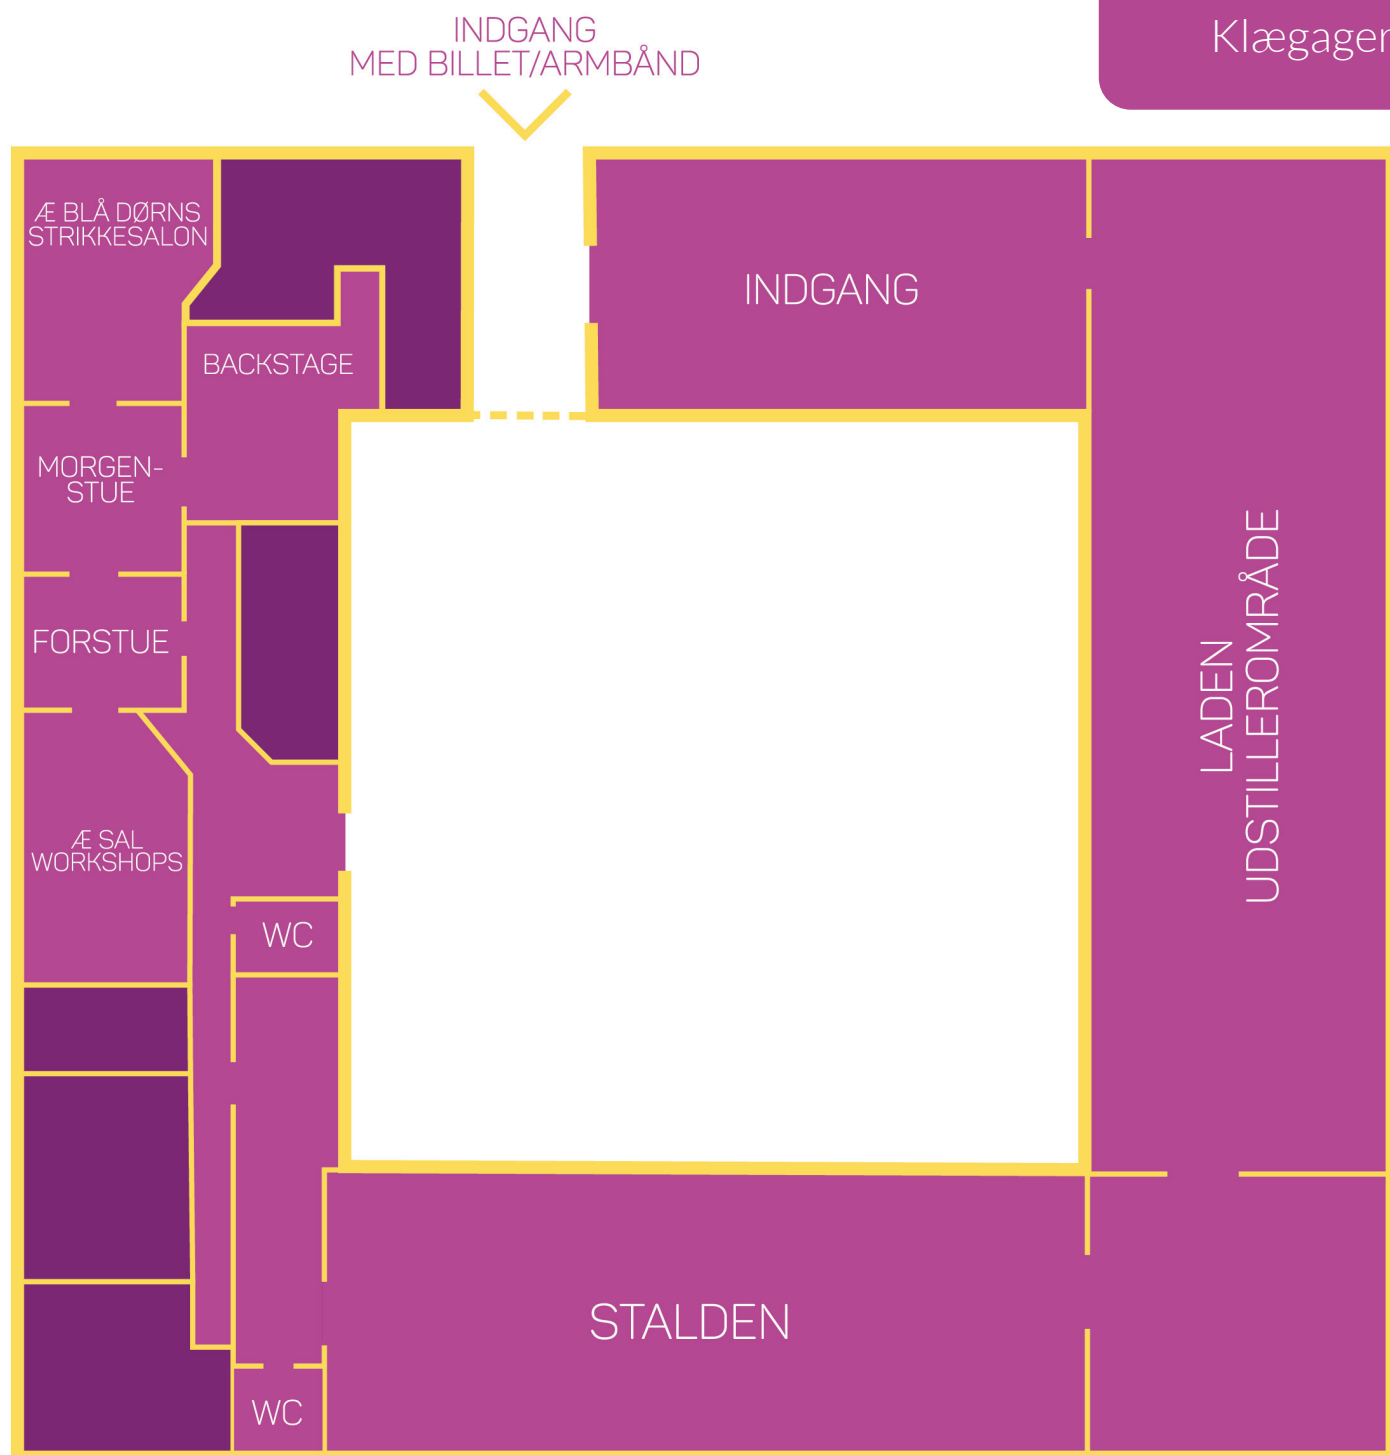 INDGANG
MED BILLET/ARMBÅND
Klægager
Æ BLÅ DØRNS
STRIKKESALON
INDGANG
BACKSTAGE
MORGEN-
STUE
FORSTUE
LADEN
UDSTILLEROMRÅDE
Æ SAL
WORKSHOPS
WC
STALDEN
WC